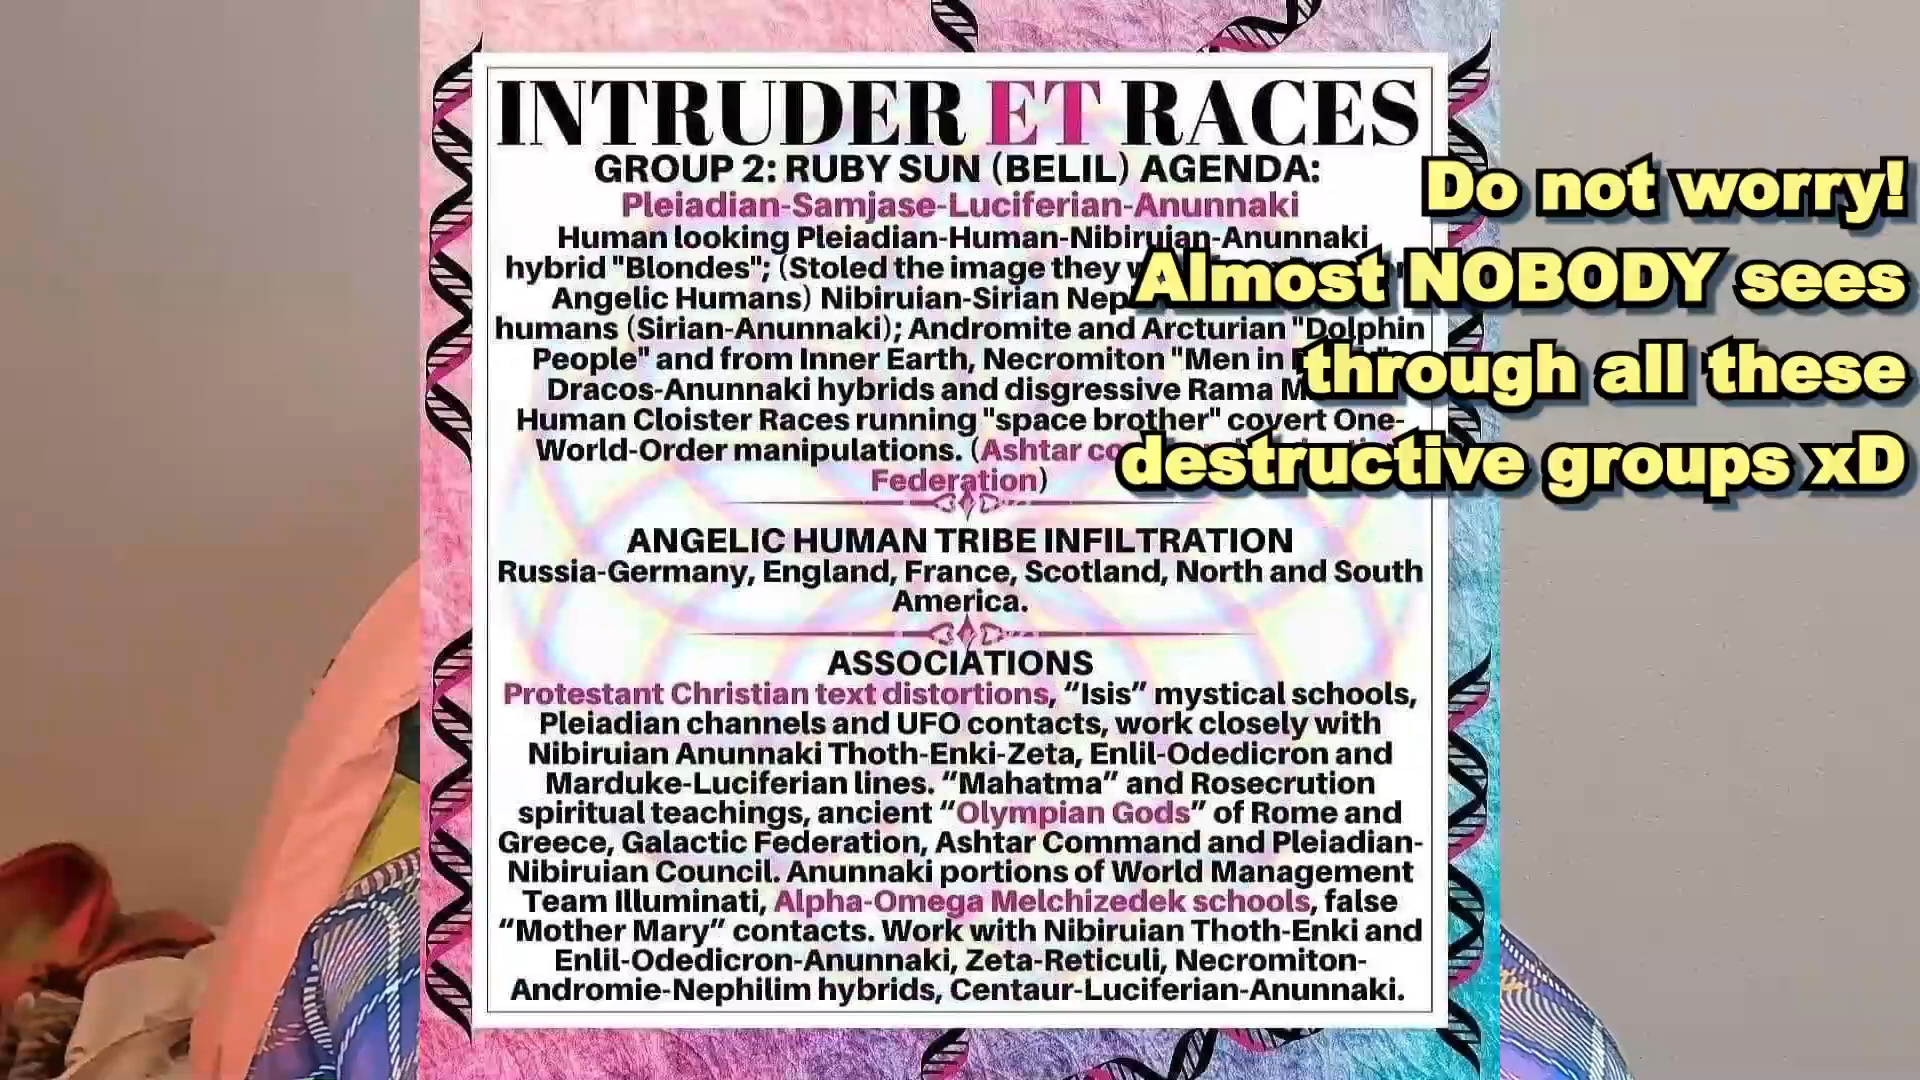 INTRUDER ET RACES
GROUP 2: RUBY SUN (BELIL) AGENDA:
Pleiadian-Samjase-Luciferian-Anunnaki
Human looking Pleiadian-Human-Nibiruian-Anunnaki
hybrid "Blondes"; (Stoled the image they
Angelic Humans) Nibiruian-Sirian
humans (Sirian-Anunnaki); Andromite and Arcturian "Dolphin
People" and from Inner Earth, Necromiton "Men in
Dracos-Anunnaki hybrids and disgressive Rama
Human Cloister Races running "space brother" covert One-
World-Order manipulations. (Ashtar
Federation)
ANGELIC HUMAN TRIBE INFILTRATION
Russia-Germany, England, France, Scotland, North and South
America.
ASSOCIATIONS
Protestant Christian text distortions, “Isis” mystical schools,
Pleiadian channels and UFO contacts, work closely with
Nibiruian Anunnaki Thoth-Enki-Zeta, Enlil-Odedicron and
Marduke-Luciferian lines. “Mahatma” and Rosecrution
spiritual teachings, ancient “Olympian Gods” of Rome and
Greece, Galactic Federation, Ashtar Command and Pleiadian-
Nibiruian Council. Anunnaki portions of World Management
Team Illuminati, Alpha-Omega Melchizedek schools, false
“Mother Mary” contacts. Work with Nibiruian Thoth-Enki and
Enlil-Odedicron-Anunnaki, Zeta-Reticuli, Necromiton-
Andromie-Nephilim hybrids, Centaur-Luciferian-Anunnaki.
Do not worry!
Almost NOBODY sees
through all these
destructive groups xD